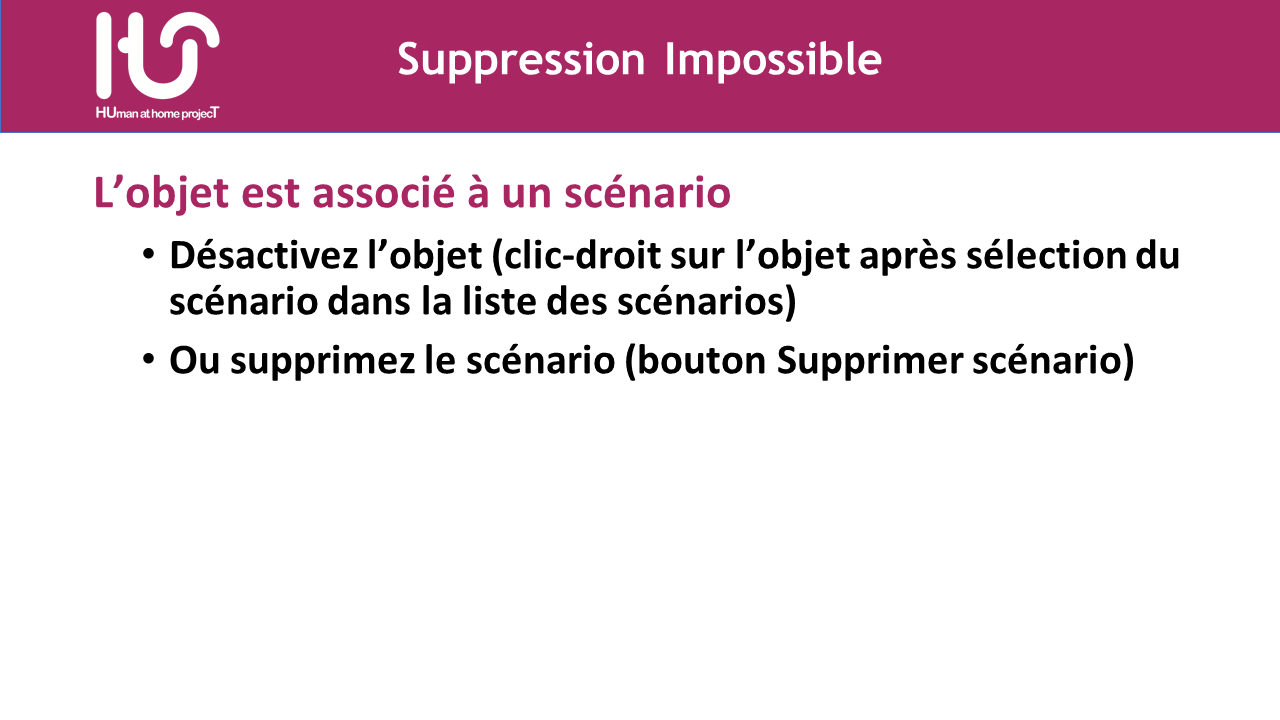 Suppression Impossible
HUman at home projecT
L’objet est associé à un scénario
• Désactivez l’objet (clic-droit sur l’objet après sélection du
scénario dans la liste des scénarios)
• Ou supprimez le scénario (bouton Supprimer scénario)